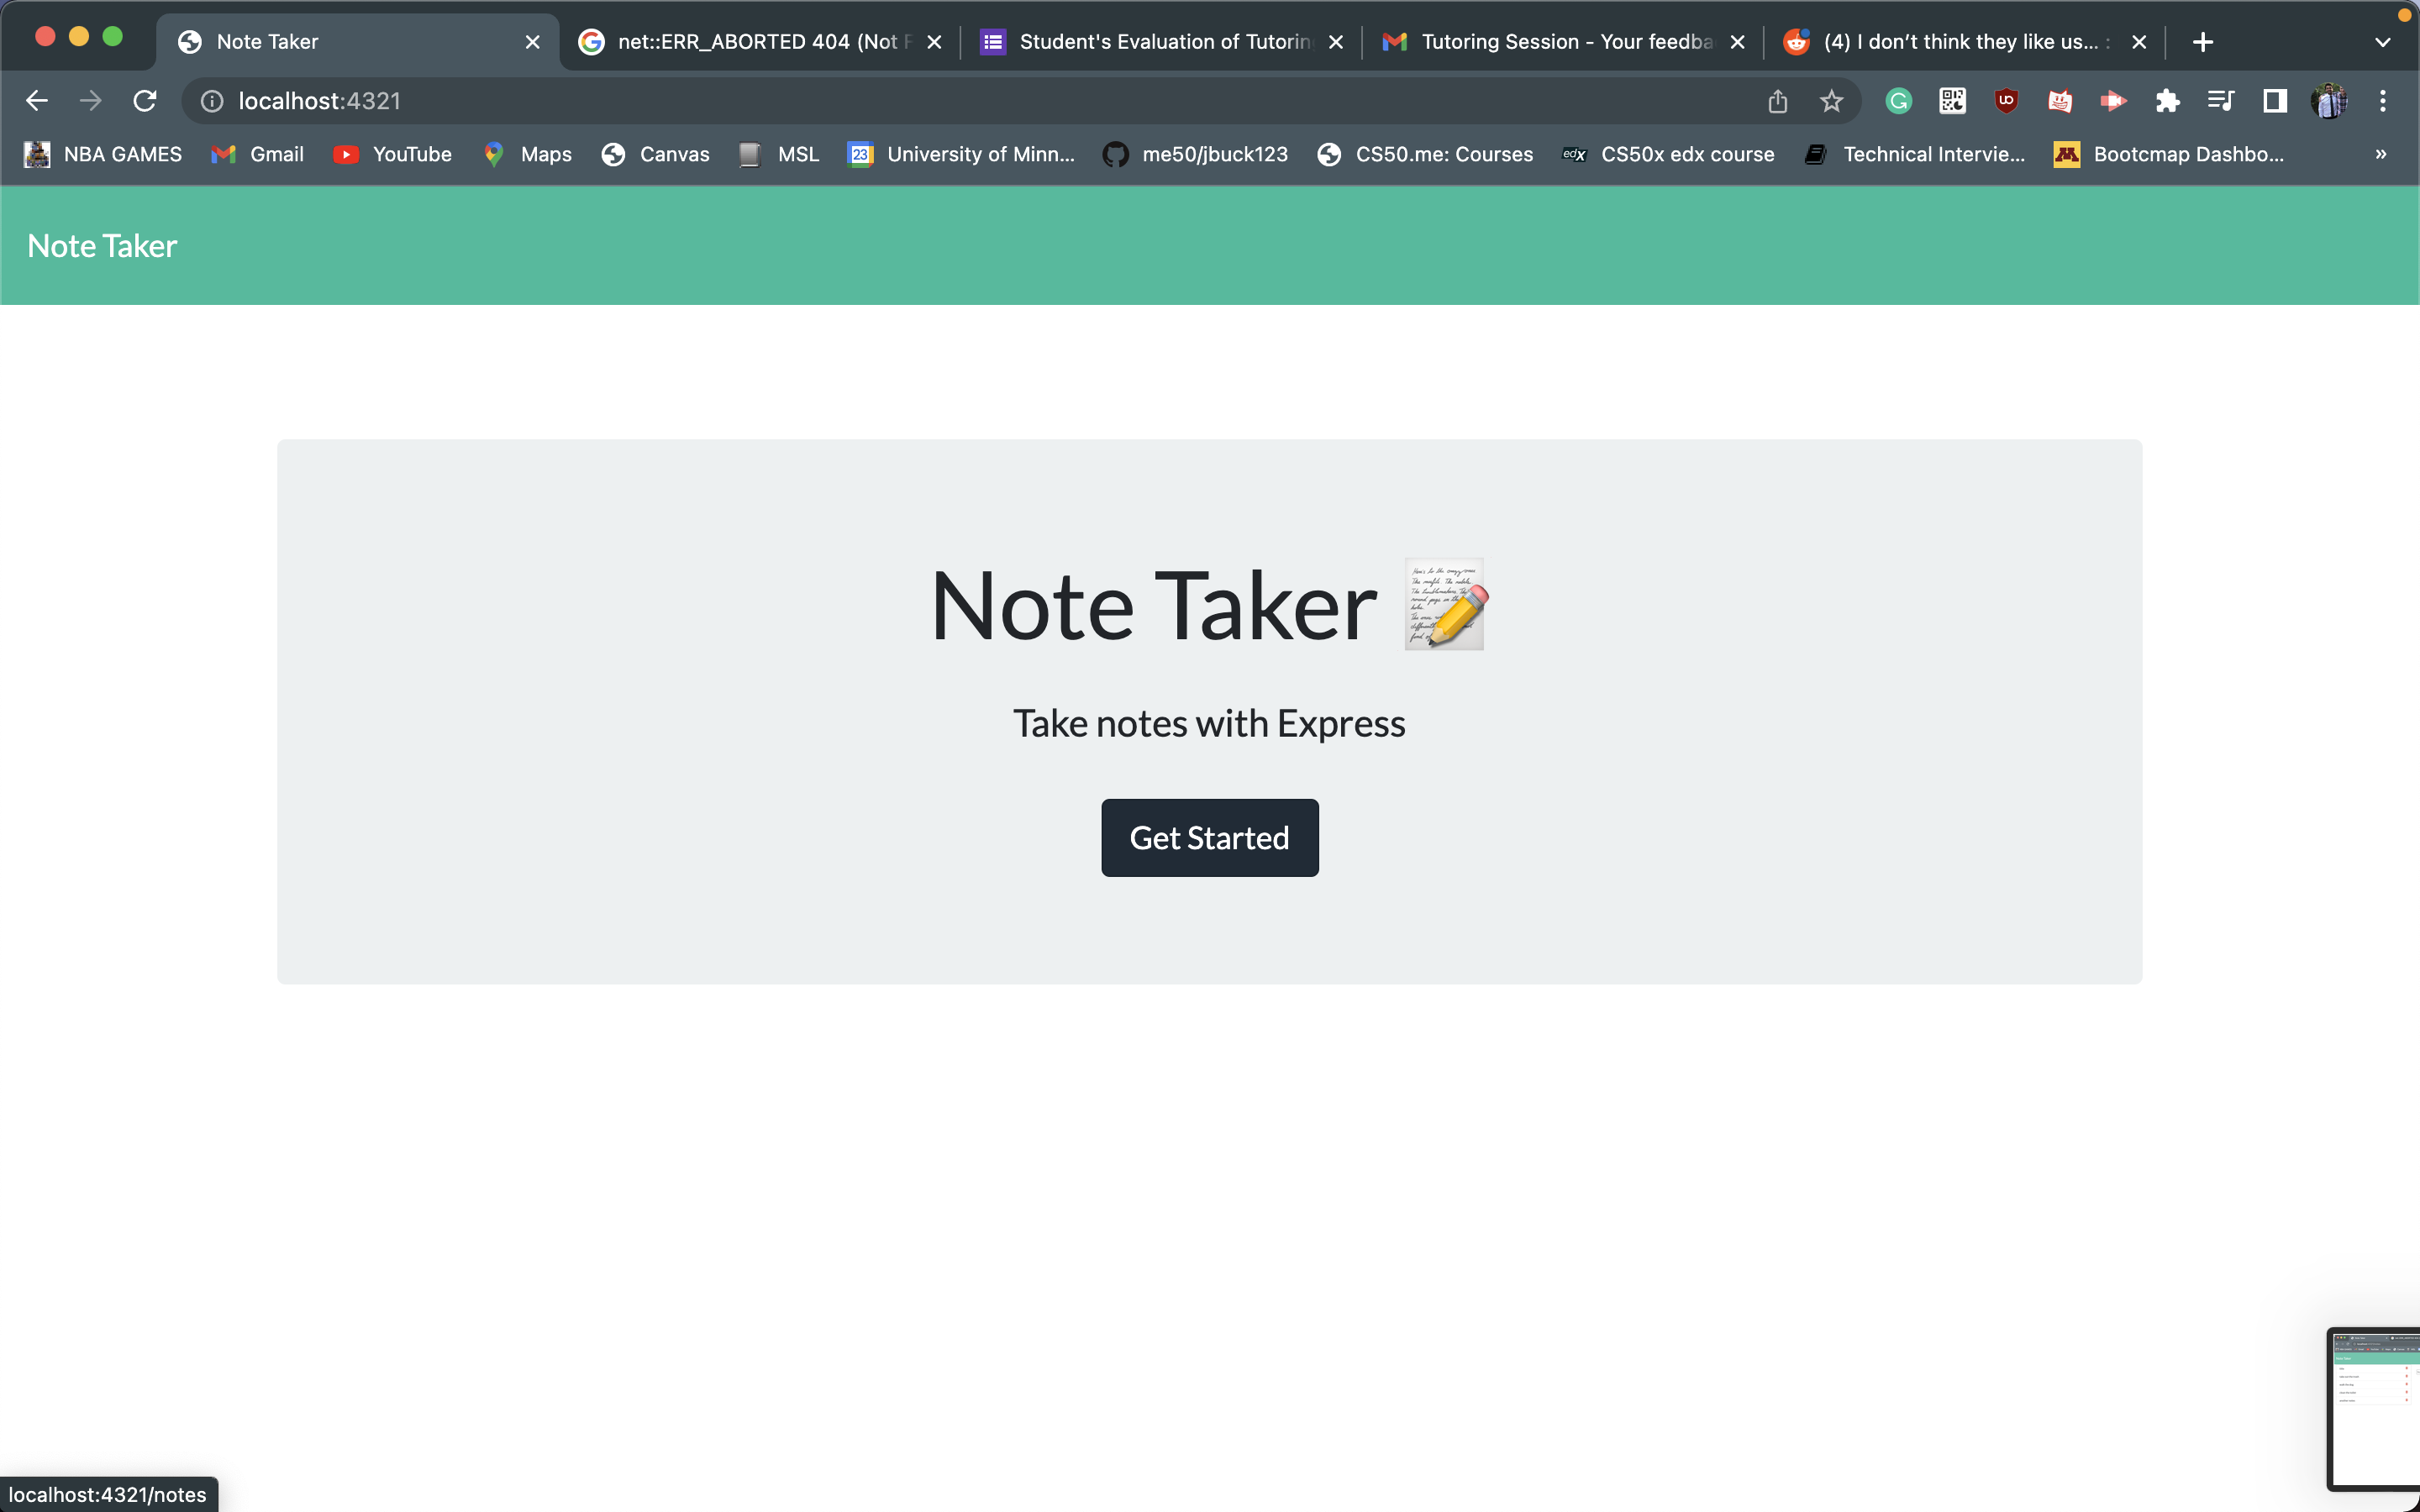 Note Taker
net::ERR_ABORTED 404 (Not F
Student's Evaluation of Tutorin
Tutoring Session - Your feedba
(4) I don’t think they like us... :
localhost:4321
NBA GAMES
Gmail
YouTube
Maps
Canvas
23
MSL
University of Minn...
me50/jbuck123
CS50.me: Courses
edX
CS50x edx course
Technical Intervie...
Bootcmap Dashbo...
»
Note Taker
Note Taker
Take notes with Express
Get Started
localhost:4321/notes